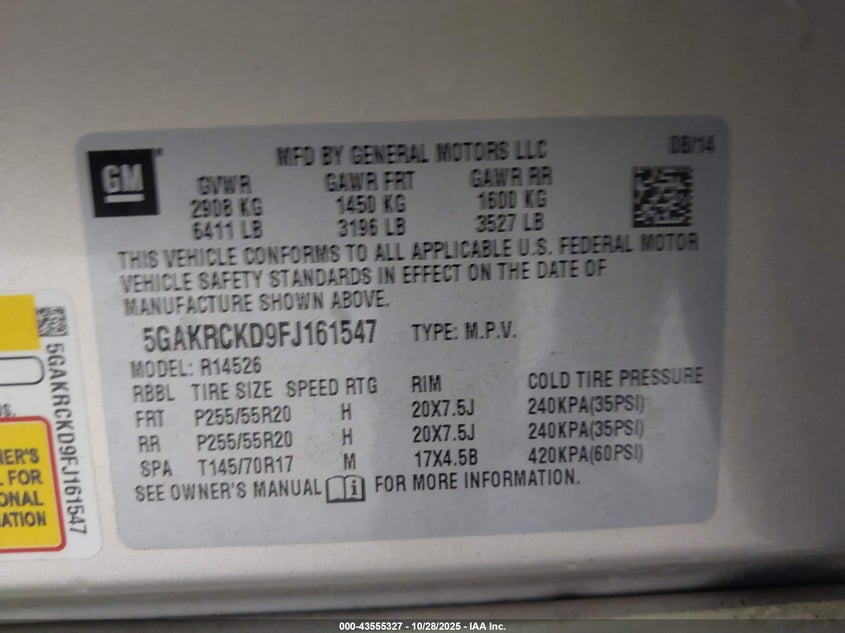 GM
MFD BY GENERAL MOTORS LLC 08/14
GVWR GAWR FRT GAWR RR
2908 KG 1450 KG 1600 KG
6411 LB 3196 LB 3527 LB
THIS VEHICLE CONFORMS TO ALL APPLICABLE U.S. FEDERAL MOTOR
VEHICLE SAFETY STANDARDS IN EFFECT ON THE DATE OF
MANUFACTURE SHOWN ABOVE.
5GAKRCKD9FJ161547 TYPE: M.P.V.
MODEL: R14526
RBBL TIRE SIZE SPEED RTG RIM COLD TIRE PRESSURE
FRT P255/55R20 H 20X7.5J 240KPA(35PSI)
RR P255/55R20 H 20X7.5J 240KPA(35PSI)
SPA T145/70R17 M 17X4.5B 420KPA(60PSI)
SEE OWNER'S MANUAL i FOR MORE INFORMATION.
5GAKRCKD9FJ161547
NER'S
L FOR
ONAL
ATION
000-43555327 - 10/28/2025 - IAA Inc.